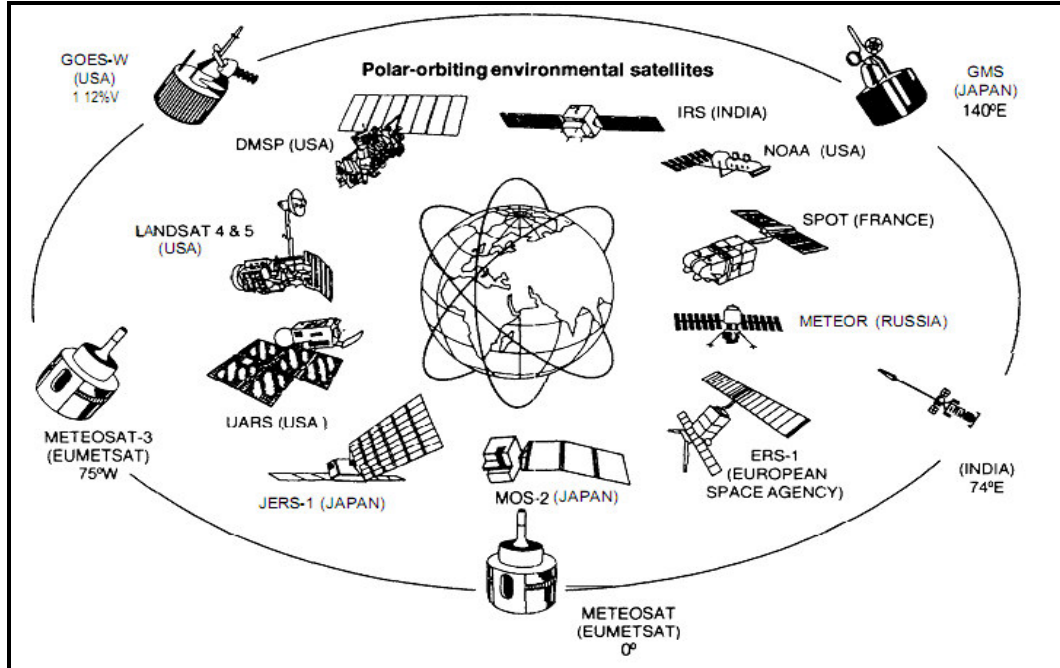 GOES-W
(USA)
1 12%V
Polar-orbiting environmental satellites
GMS
(JAPAN)
140ºE
DMSP (USA)
IRS (INDIA)
NOAA (USA)
LANDSAT 4 & 5
(USA)
SPOT (FRANCE)
METEOR (RUSSIA)
UARS (USA )
METEOSAT-3
(EUMETSAT)
75ºW
JERS-1 (JAPAN)
MOS-2 (JAPAN)
ERS-1
(EUROPEAN
SPACE AGENCY)
(INDIA)
74ºE
METEOSAT
(EUMETSAT)
0º